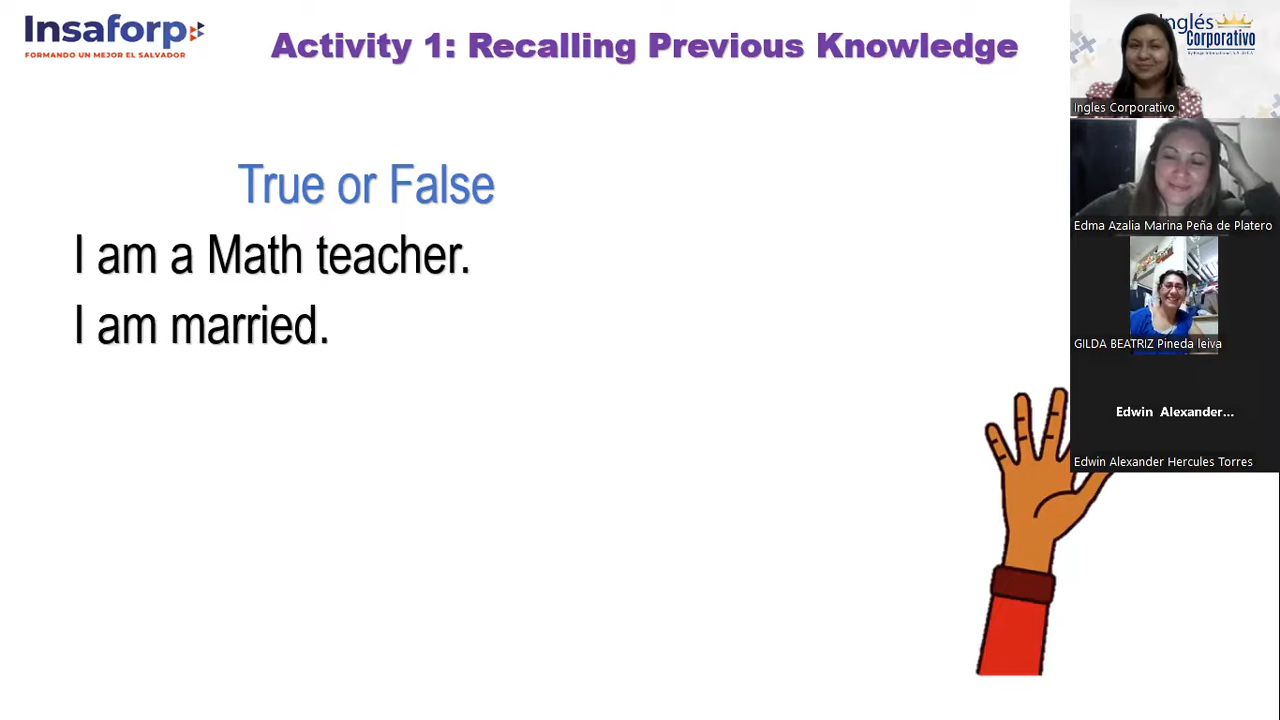 Insaforp
FORMANDO UN MEJOR EL SALVADOR
Activity 1: Recalling Previous Knowledge
True or False
I am a Math teacher.
I am married.
Inglés
Corporativo
Ingles Corporativo
Edma Azalia Marina Peña de Platero
GILDA BEATRIZ Pineda leiva
Edwin Alexander...
Edwin Alexander Hercules Torres